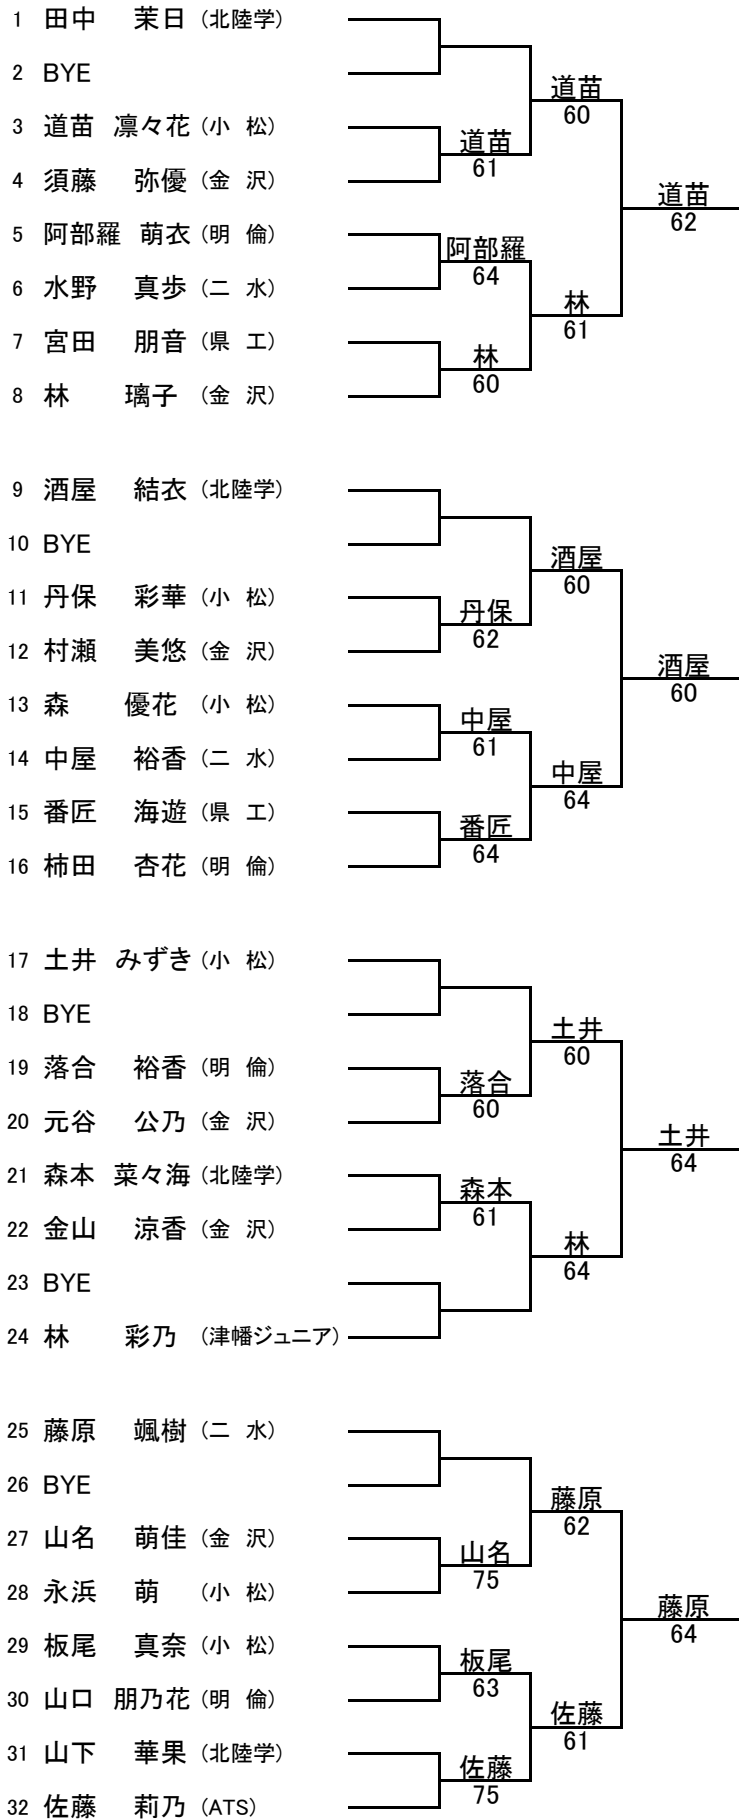 1 田中 茉日 (北陸学)
2 BYE
道苗
60
3 道苗 凛々花 (小 松)
道苗
61
4 須藤 弥優 (金 沢)
道苗
62
5 阿部羅 萌衣 (明 倫)
阿部羅
64
6 水野 真歩 (二 水)
林
61
7 宮田 朋音 (県 工)
林
60
8 林 璃子 (金 沢)
9 酒屋 結衣 (北陸学)
10 BYE
酒屋
60
11 丹保 彩華 (小 松)
丹保
62
12 村瀬 美悠 (金 沢)
酒屋
60
13 森 優花 (小 松)
中屋
61
14 中屋 裕香 (二 水)
中屋
64
15 番匠 海遊 (県 工)
番匠
64
16 柿田 杏花 (明 倫)
17 土井 みずき (小 松)
18 BYE
土井
60
19 落合 裕香 (明 倫)
落合
60
20 元谷 公乃 (金 沢)
土井
64
21 森本 菜々海 (北陸学)
森本
61
22 金山 涼香 (金 沢)
林
64
23 BYE
24 林 彩乃 (津幡ジュニア)
25 藤原 颯樹 (二 水)
26 BYE
藤原
62
27 山名 萌佳 (金 沢)
山名
75
28 永浜 萌 (小 松)
藤原
64
29 板尾 真奈 (小 松)
板尾
63
30 山口 朋乃花 (明 倫)
佐藤
61
31 山下 華果 (北陸学)
佐藤
75
32 佐藤 莉乃 (ATS)